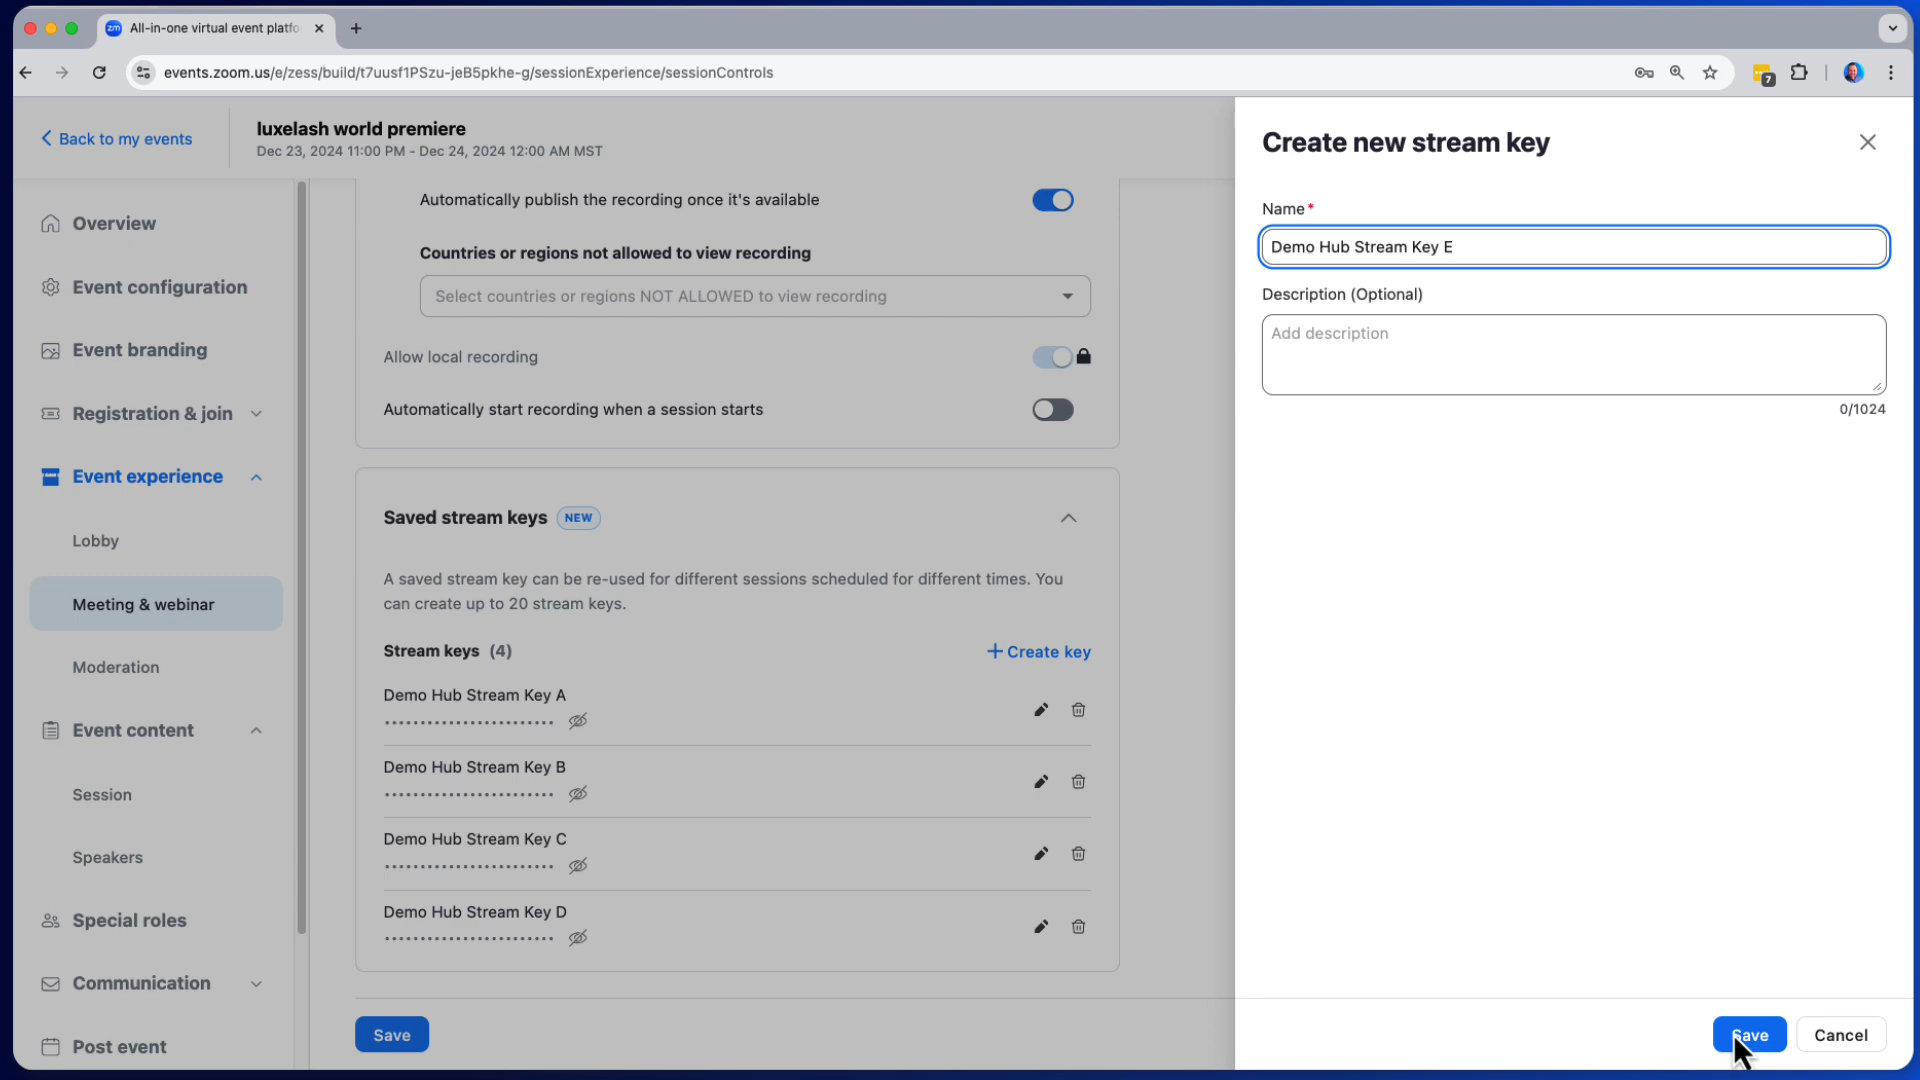 All-in-one virtual event platfo
events.zoom.us/e/zess/build/t7uusf1PSzu-jeB5pkhe-g/sessionExperience/sessionControls
7
Back to my events
luxelash world premiere
Dec 23, 2024 11:00 PM - Dec 24, 2024 12:00 AM MST
Overview
Event configuration
Event branding
Registration & join
Event experience
Lobby
Meeting & webinar
Moderation
Event content
Session
Speakers
Special roles
Communication
Post event
Automatically publish the recording once it's available
Countries or regions not allowed to view recording
Select countries or regions NOT ALLOWED to view recording
Allow local recording
Automatically start recording when a session starts
Saved stream keys NEW
A saved stream key can be re-used for different sessions scheduled for different times. You
can create up to 20 stream keys.
Stream keys (4)
Create key
Demo Hub Stream Key A
Demo Hub Stream Key B
Demo Hub Stream Key C
Demo Hub Stream Key D
Save
Create new stream key
Name*
Demo Hub Stream Key E
Description (Optional)
Add description
0/1024
Save
Cancel